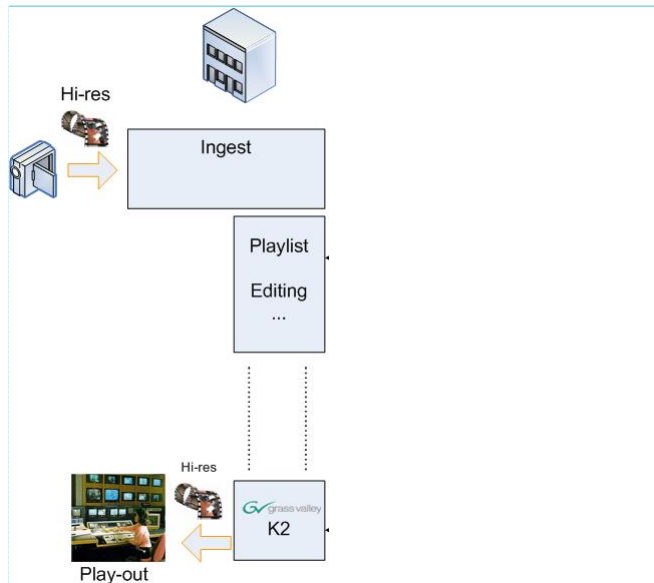 Hi-res
Ingest
Playlist
Editing
...
Hi-res
grass valley
K2
Play-out